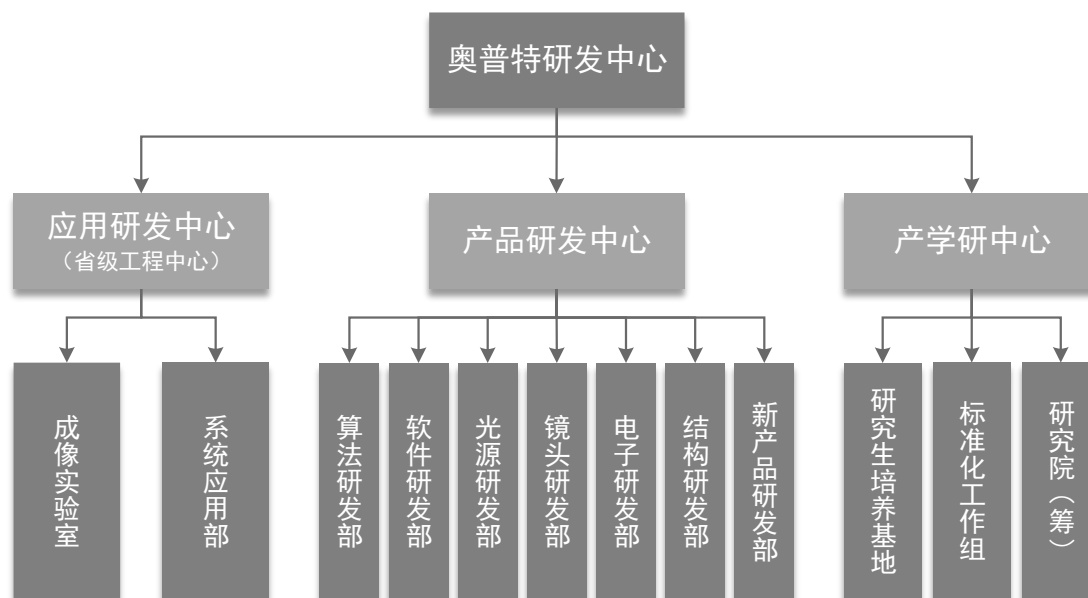 奥普特研发中心
应用研发中心
（省级工程中心）
产品研发中心
产学研中心
成像实验室
系统应用部
算法研发部
软件研发部
光源研发部
镜头研发部
电子研发部
结构研发部
新产品研发部
研究生培养基地
标准化工作组
研究院（筹）